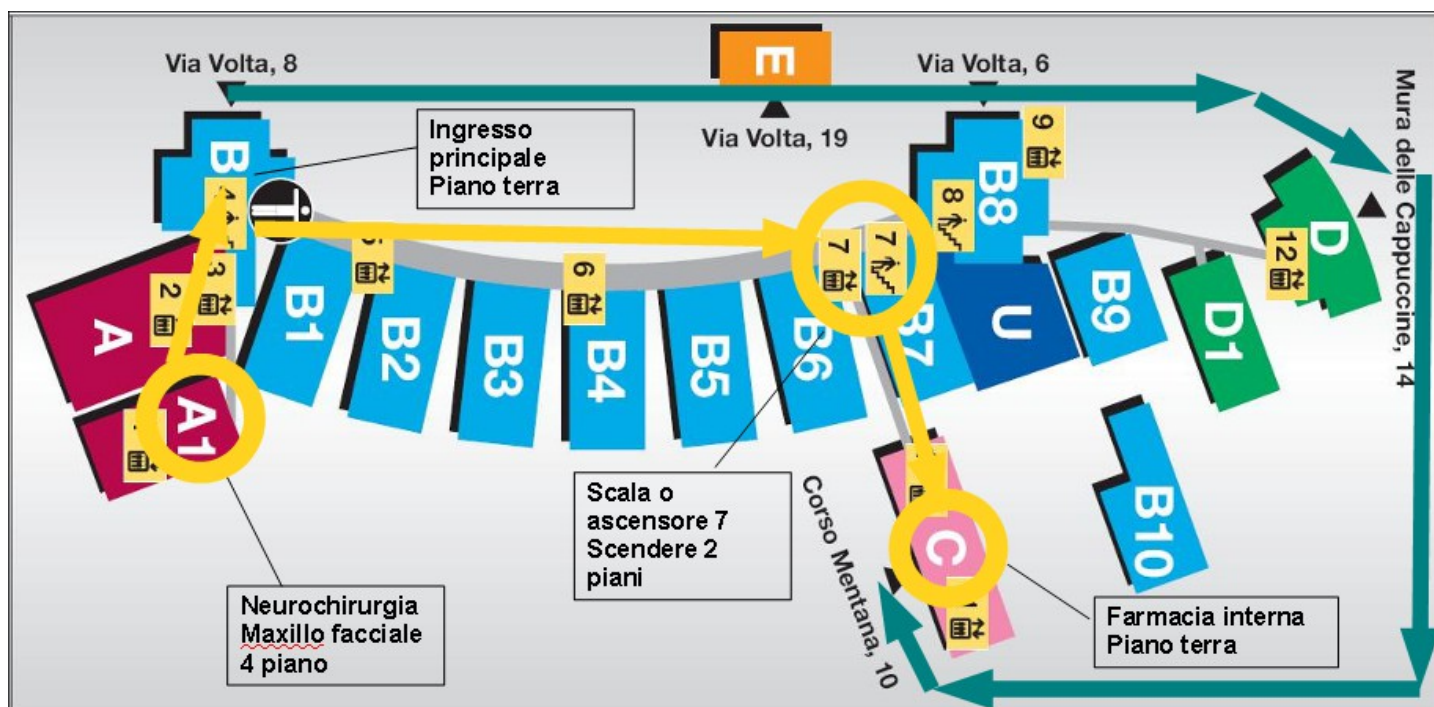 Via Volta, 8
Via Volta, 6
E
Via Volta, 19
Mura delle Cappuccine, 14
Ingresso
principale
Piano terra
B
4
9
B8
8
D
12
5
6
7
7
3
2
A
A1
B1
B2
B3
B4
B5
B6
B7
U
B9
D1
B10
C
Corso Mentana, 10
Scala o
ascensore 7
Scendere 2
piani
Neurochirurgia
Maxillo facciale
4 piano
Farmacia interna
Piano terra